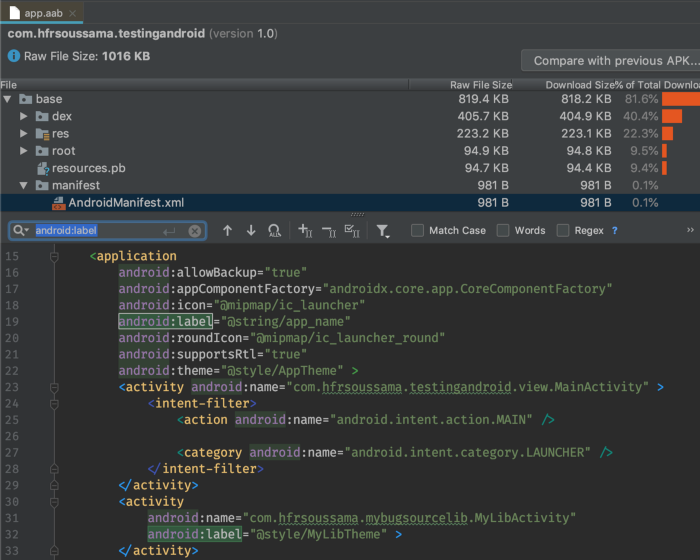 app.aab
com.hfrsoussama.testingandroid (version 1.0)
Raw File Size: 1016 KB
Compare with previous APK...
File Raw File Size Download Size % of Total Downloa
base 819.4 KB 818.2 KB 81.6%
dex 405.7 KB 404.9 KB 40.4%
res 223.2 KB 223.1 KB 22.3%
root 94.9 KB 94.8 KB 9.5%
resources.pb 94.7 KB 94.4 KB 9.4%
manifest 981 B 981 B 0.1%
AndroidManifest.xml 981 B 981 B 0.1%
android:label Match Case Words Regex ?
15 <application
16 android:allowBackup="true"
17 android:appComponentFactory="androidx.core.app.CoreComponentFactory"
18 android:icon="@mipmap/ic_launcher"
19 android:label="@string/app_name"
20 android:roundIcon="@mipmap/ic_launcher_round"
21 android:supportsRtl="true"
22 android:theme="@style/AppTheme" >
23 <activity android:name="com.hfrsoussama.testingandroid.view.MainActivity" >
24 <intent-filter>
25 <action android:name="android.intent.action.MAIN" />
26
27 <category android:name="android.intent.category.LAUNCHER" />
28 </intent-filter>
29 </activity>
30 <activity
31 android:name="com.hfrsoussama.mybugsourcelib.MyLibActivity"
32 android:label="@style/MyLibTheme" >
33 </activity>